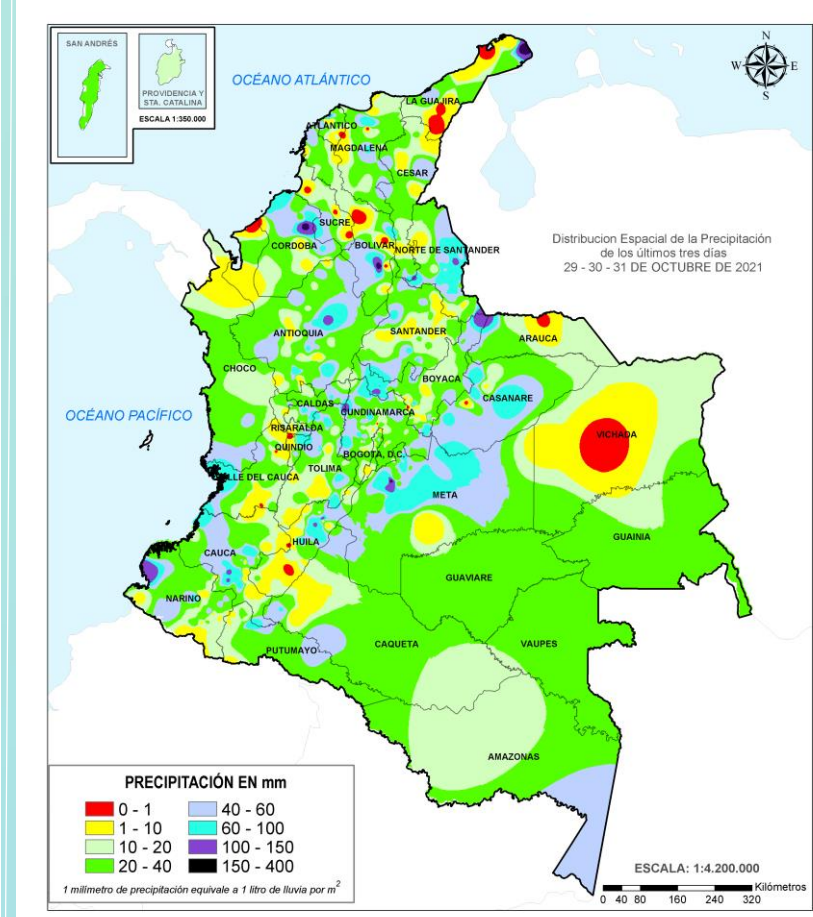 SAN ANDRÉS
PROVIDENCIA Y
STA. CATALINA
ESCALA 1:350.000
OCÉANO ATLÁNTICO
N
W
E
S
LA GUAJIRA
ATLANTICO
MAGDALENA
CESAR
SUCRE
CORDOBA
BOLIVAR
NORTE DE SANTANDER
Distribucion Espacial de la Precipitación
de los últimos tres días
29 - 30 - 31 DE OCTUBRE DE 2021
ANTIOQUIA
SANTANDER
ARAUCA
CHOCO
BOYACA
CASANARE
CALDAS
CUNDINAMARCA
OCÉANO PACÍFICO
RISARALDA
VICHADA
QUINDIO
BOGOTA, D.C.
TOLIMA
VALLE DEL CAUCA
META
HUILA
GUAINIA
CAUCA
GUAVIARE
NARIÑO
PUTUMAYO
CAQUETA
VAUPES
AMAZONAS
PRECIPITACIÓN EN mm
0 - 1
40 - 60
1 - 10
60 - 100
10 - 20
100 - 150
20 - 40
150 - 400
1 milímetro de precipitación equivale a 1 litro de lluvia por m2
ESCALA: 1:4.200.000
Kilómetros
0 40 80 160 240 320